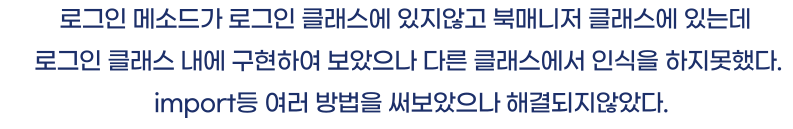 로그인 메소드가 로그인 클래스에 있지않고 북매니저 클래스에 있는데
로그인 클래스 내에 구현하여 보았으나 다른 클래스에서 인식을 하지못했다.
import등 여러 방법을 써보았으나 해결되지않았다.